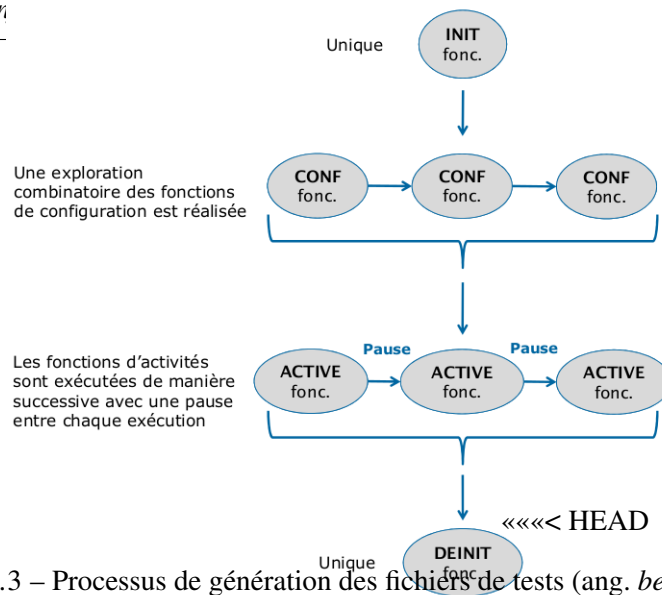 Unique
INIT
fonc.
Une exploration
combinatoire des fonctions
de configuration est réalisée
CONF
fonc.
CONF
fonc.
CONF
fonc.
Les fonctions d'activités
sont exécutées de manière
successive avec une pause
entre chaque exécution
ACTIVE
fonc.
Pause
ACTIVE
fonc.
Pause
ACTIVE
fonc.
«««< HEAD
Unique
DEINIT
fonc.
.3 – Processus de génération des fichiers de tests (ang. be